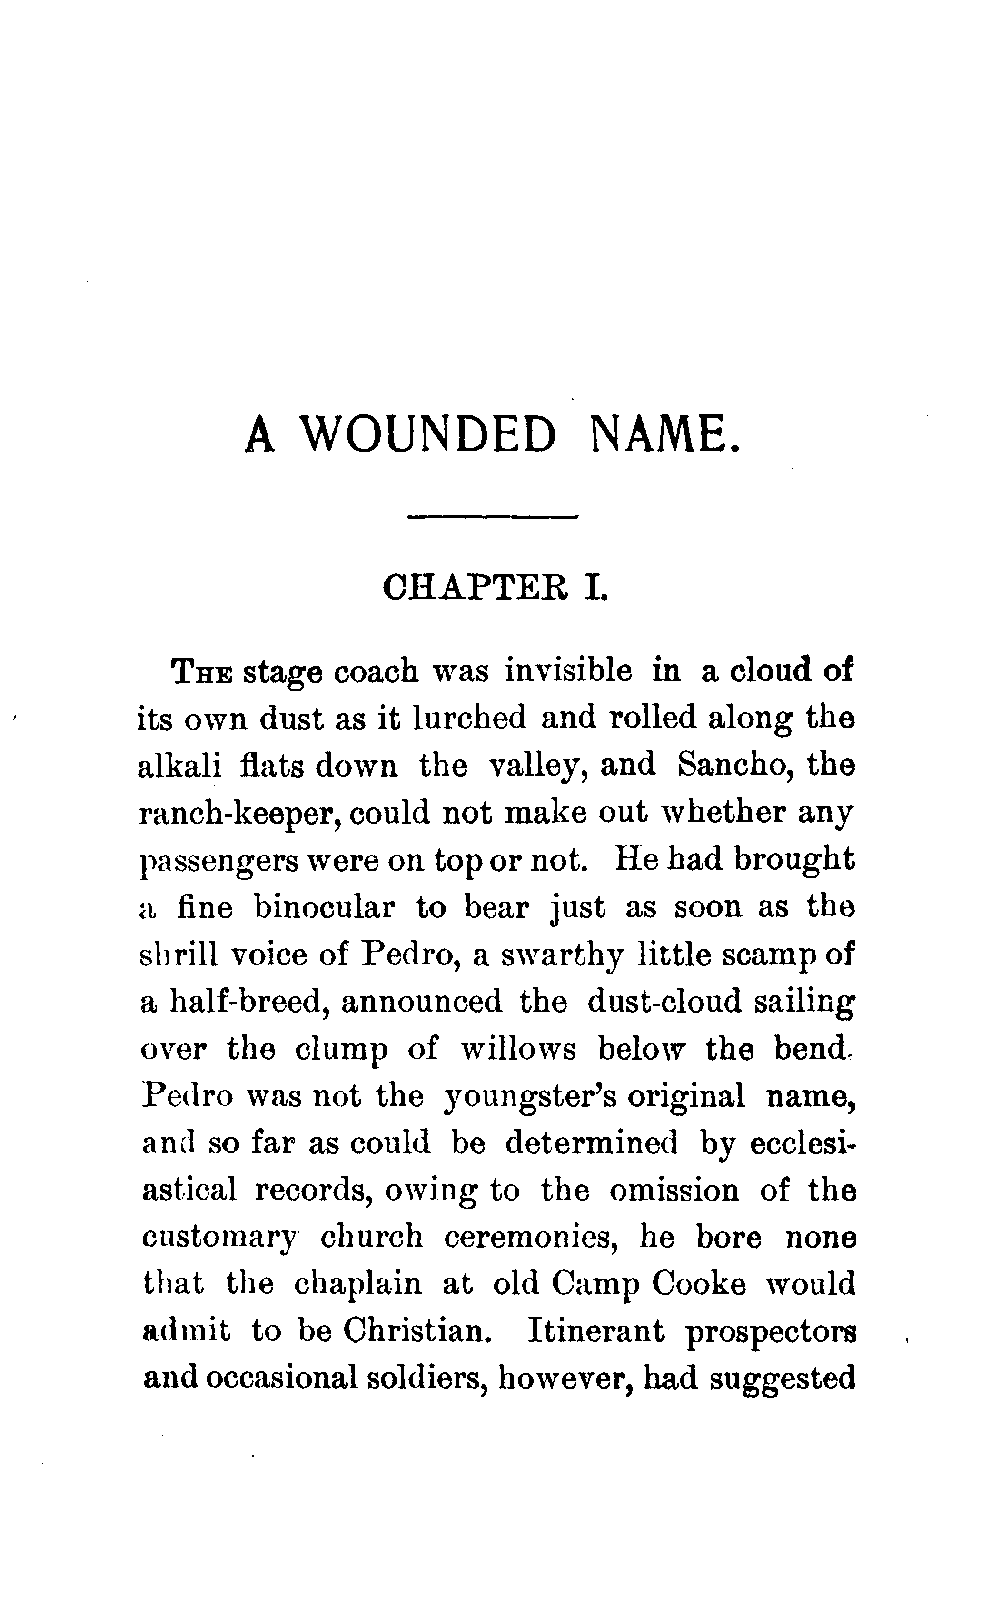 A WOUNDED NAME.
CHAPTER I.
THE stage coach was invisible in a cloud of
its own dust as it lurched and rolled along the
alkali flats down the valley, and Sancho, the
ranch-keeper, could not make out whether any
passengers were on top or not. He had brought
a fine binocular to bear just as soon as the
shrill voice of Pedro, a swarthy little scamp of
a half-breed, announced the dust-cloud sailing
over the clump of willows below the bend.
Pedro was not the youngster's original name,
and so far as could be determined by ecclesi-
astical records, owing to the omission of the
customary church ceremonies, he bore none
that the chaplain at old Camp Cooke would
admit to be Christian. Itinerant prospectors
and occasional soldiers, however, had suggested